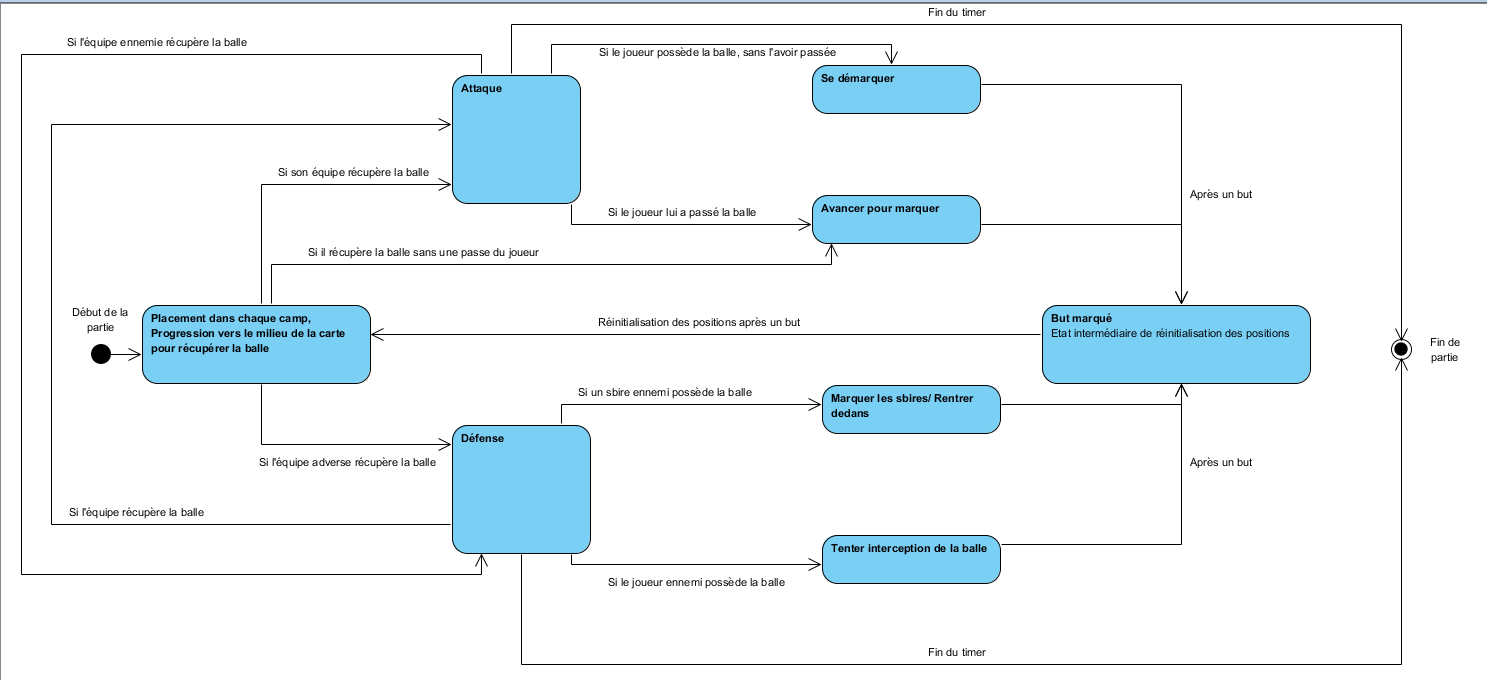 Fin du timer
Si l'équipe ennemie récupère la balle
Si le joueur possède la balle, sans l'avoir passée
Se démarquer
Attaque
Si son équipe récupère la balle
Après un but
Avancer pour marquer
Si le joueur lui a passé la balle
Si il récupère la balle sans une passe du joueur
Début de la
partie
Placement dans chaque camp,
Progression vers le milieu de la carte
pour récupérer la balle
Réinitialisation des positions après un but
But marqué
Etat intermédiaire de réinitialisation des positions
Fin de
partie
Si un sbire ennemi possède la balle
Marquer les sbires/ Rentrer
dedans
Défense
Si l'équipe adverse récupère la balle
Après un but
Si l'équipe récupère la balle
Tenter interception de la balle
Si le joueur ennemi possède la balle
Fin du timer